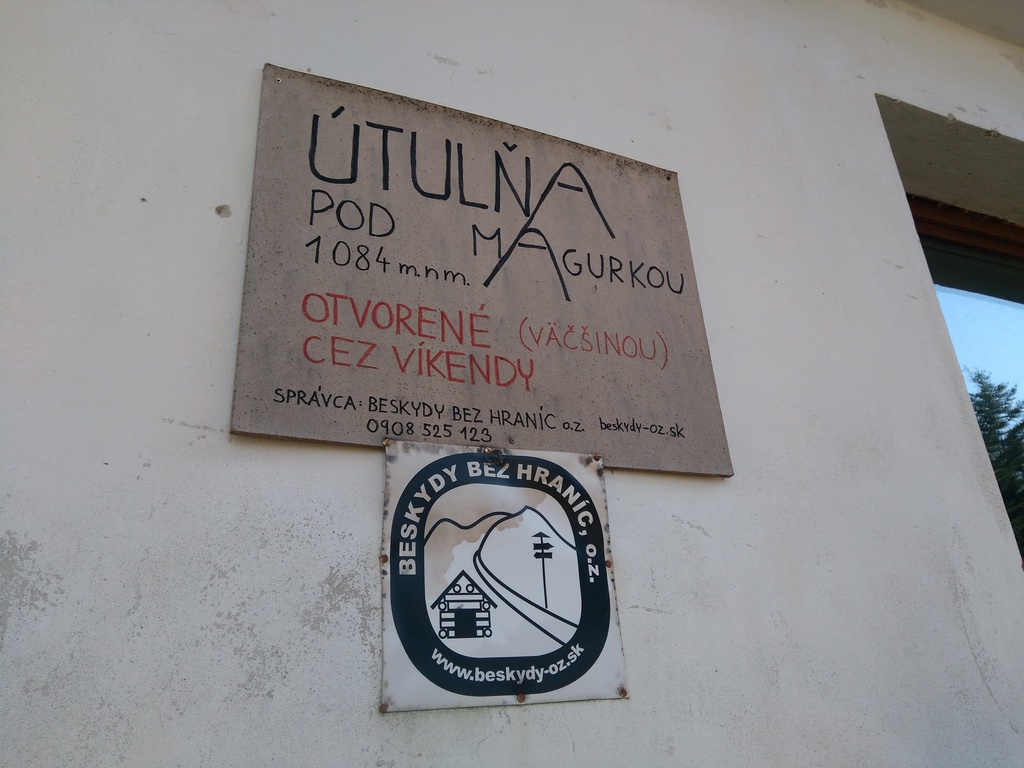 ÚTULŇA
POD MAGURKOU
1084 m.n.m.
OTVORENÉ (VÄČŠINOU)
CEZ VÍKENDY
SPRÁVCA: BESKYDY BEZ HRANÍC o.z. beskydy-oz.sk
0908 525 123
BESKYDY BEZ HRANÍC, o.z.
www.beskydy-oz.sk